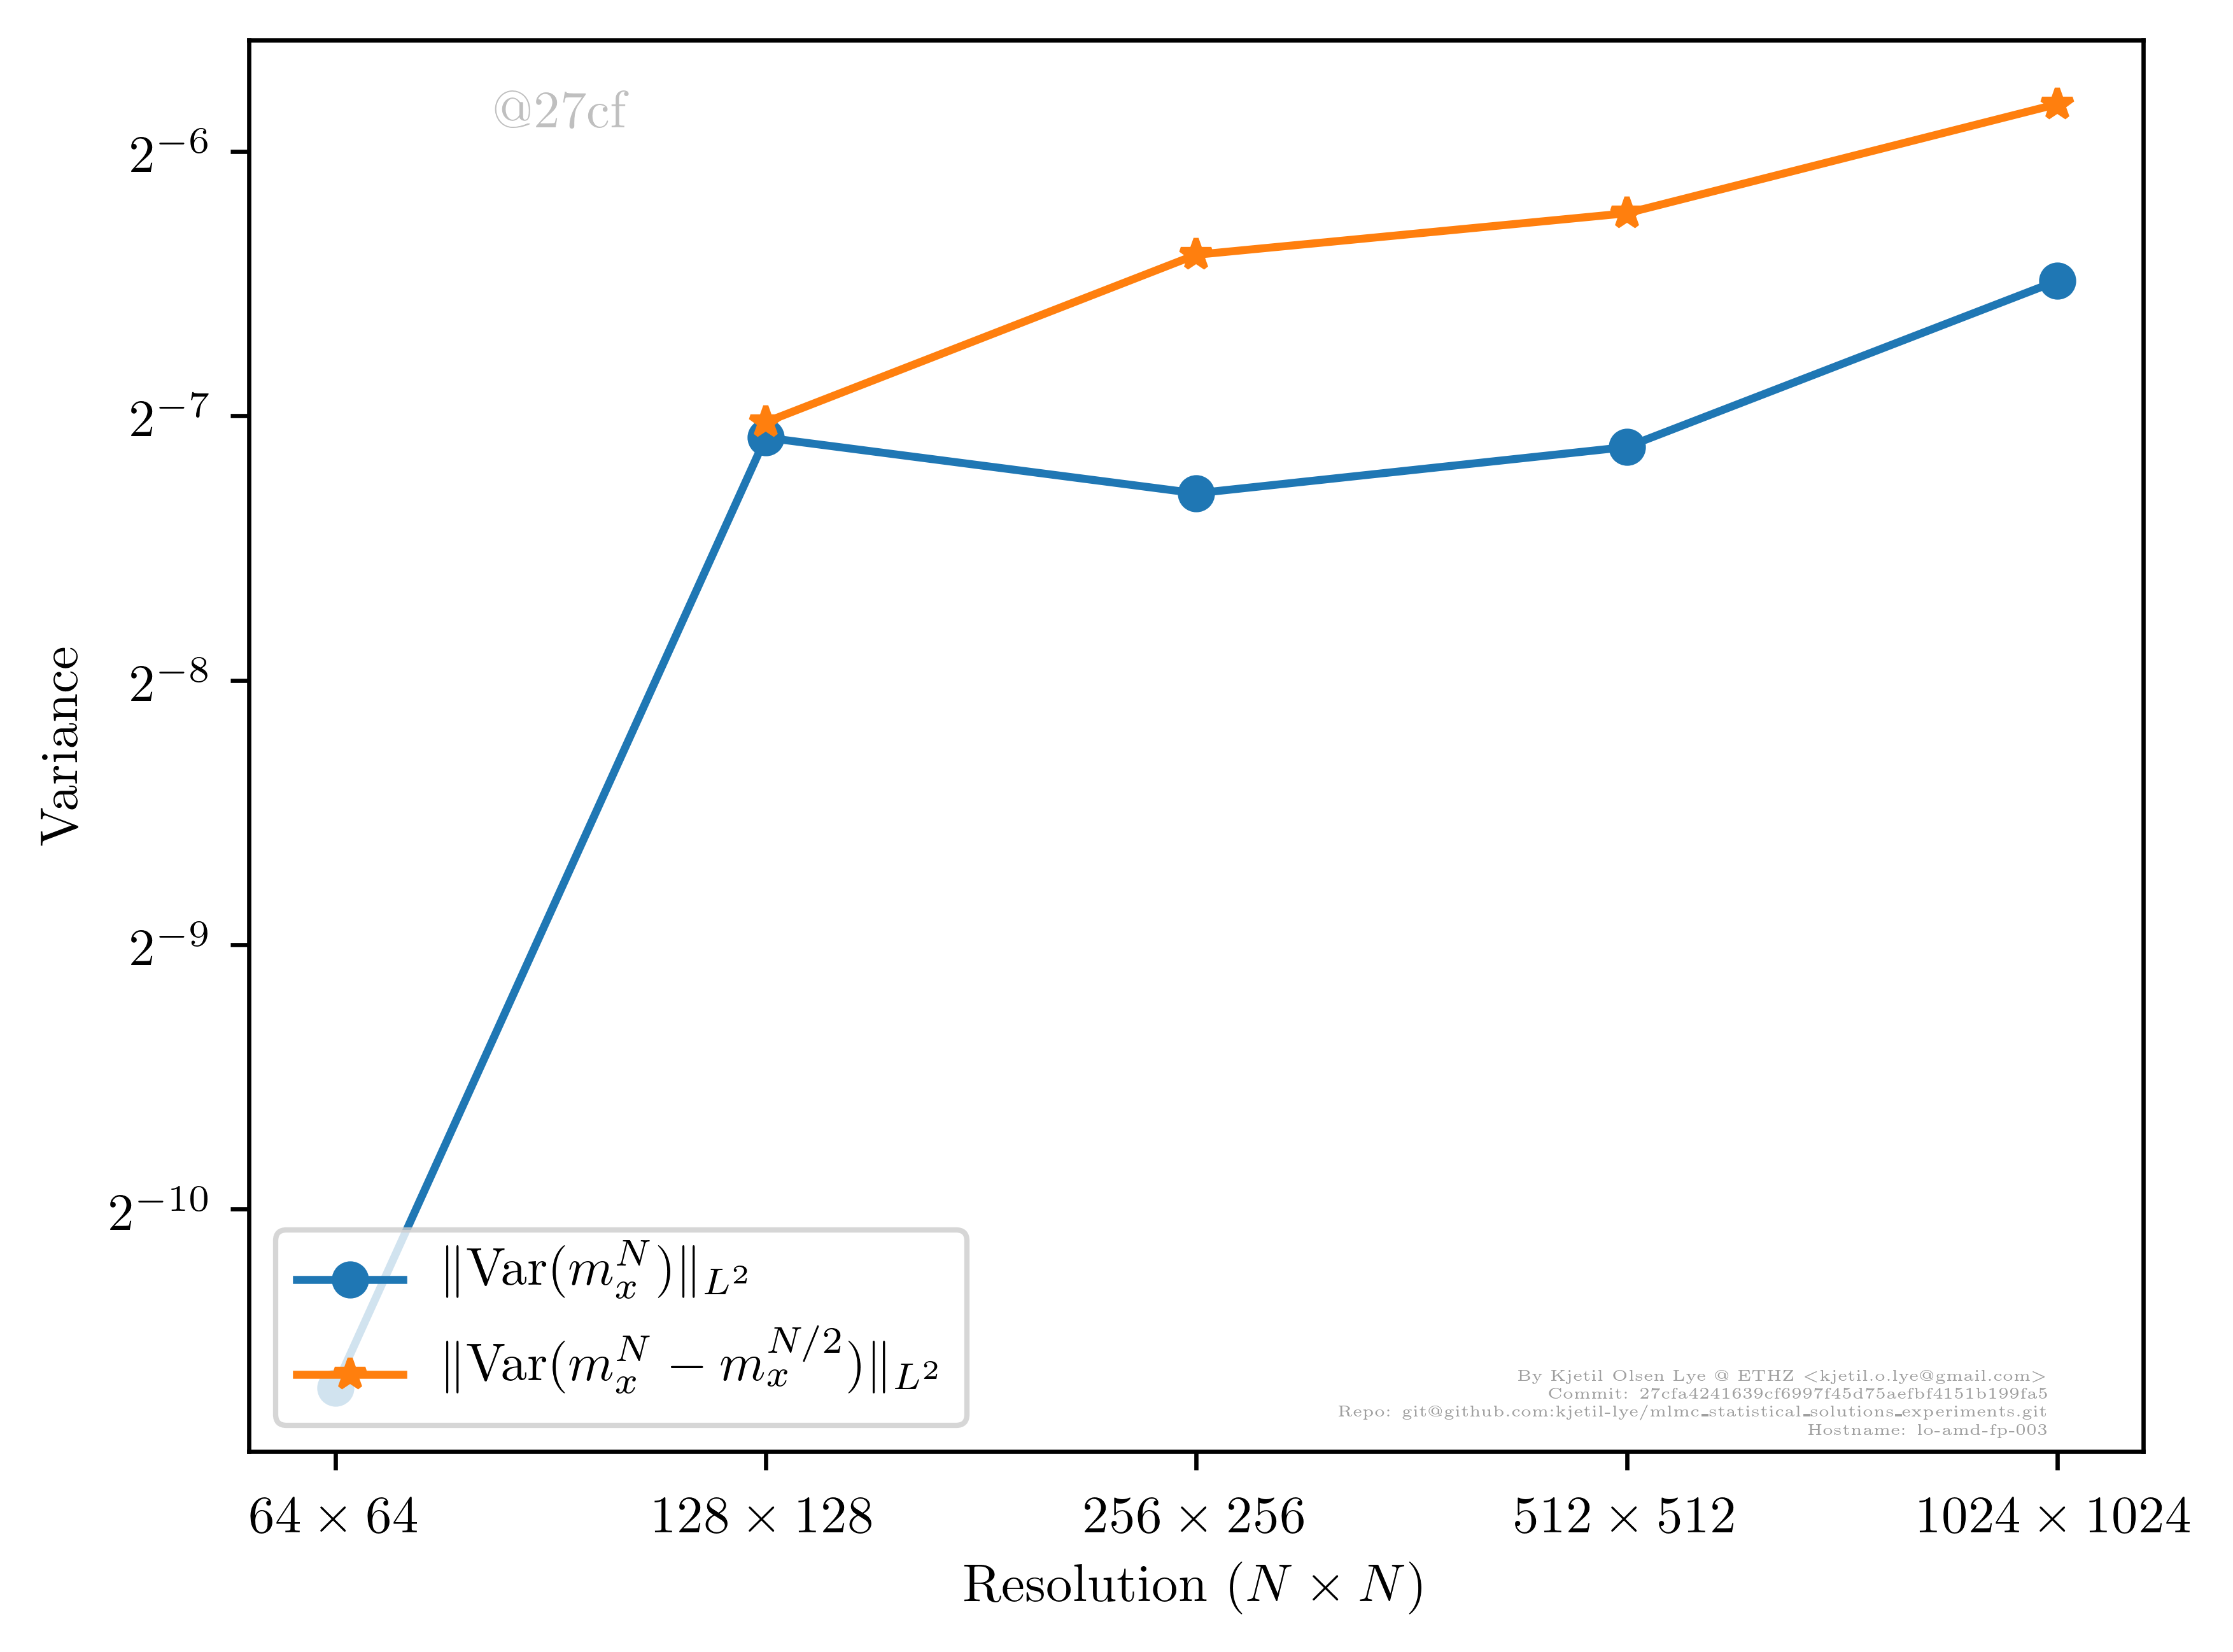 @27cf
2^{-6}
2^{-7}
2^{-8}
2^{-9}
2^{-10}
Variance
‖Var(m_x^N)‖_{L^2}
‖Var(m_x^N − m_x^{N/2})‖_{L^2}
By Kjetil Olsen Lye @ ETHZ <kjetil.o.lye@gmail.com>
Commit: 27cfa4241639cf6997f45d75aefbf4151b199fa5
Repo: git@github.com:kjetil-lye/mlmc_statistical_solutions_experiments.git
Hostname: lo-amd-fp-003
64 × 64 128 × 128 256 × 256 512 × 512 1024 × 1024
Resolution (N × N)